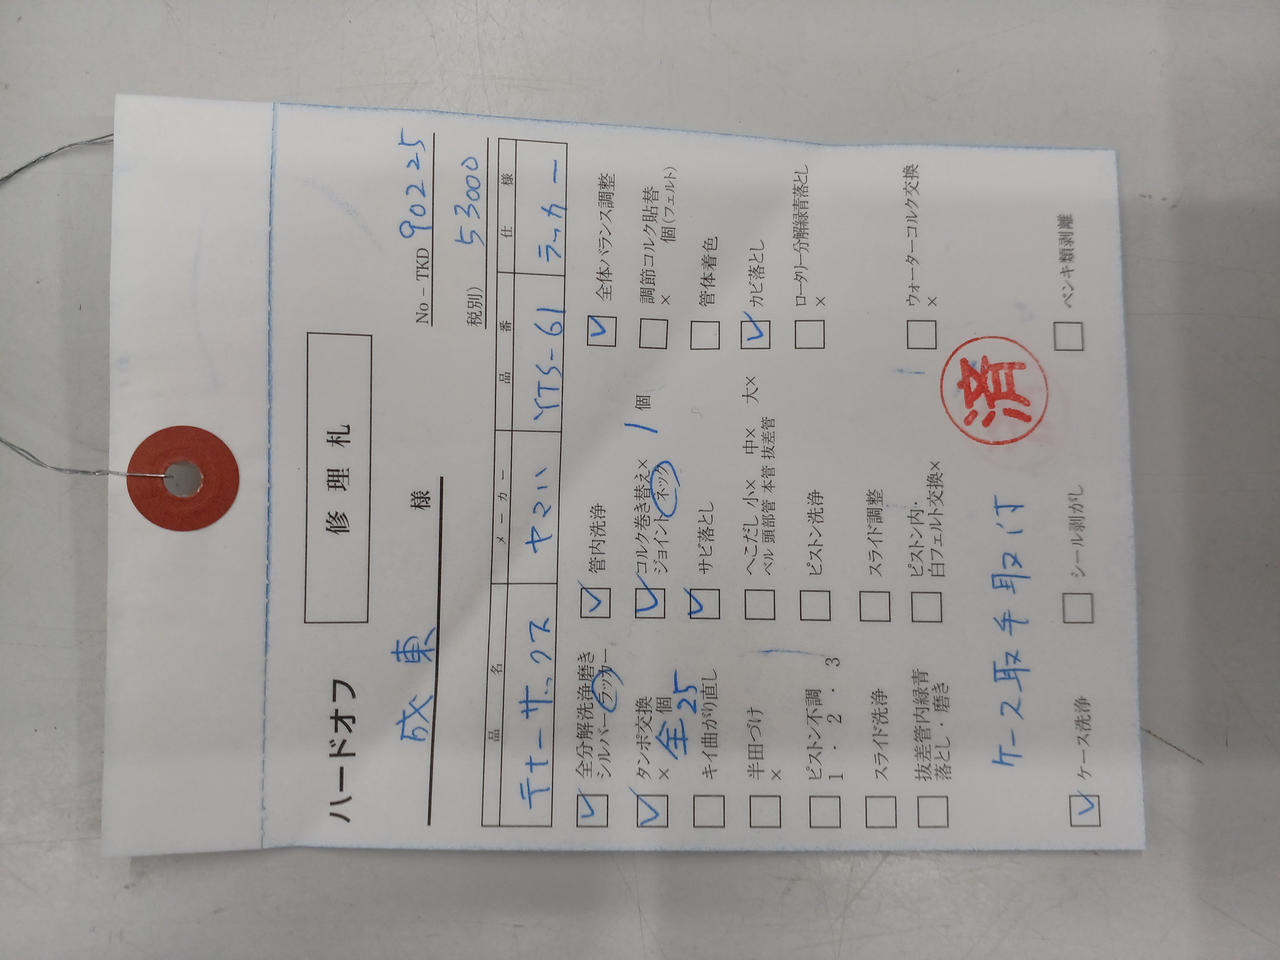 修理札
ハードオフ
成東 様
No－TKD 90225
税別） 53000
品名 メーカー 品番 仕様
テナーサックス ヤマハ YTS-61 ラッカー
全分解洗浄磨き シルバー・ラッカー
管内洗浄
全体バランス調整
タンポ交換 × 全25個
コルク巻き替え× 1個 ジョイント・ネック
調節コルク貼替 × 個（フェルト）
キイ曲がり直し
サビ落とし
管体着色
半田づけ ×
へこだし 小× 中× 大× ベル 頭部管 本管 抜差管
カビ落とし
ピストン不調 1・2・3
ピストン洗浄
ロータリー分解緑青落とし ×
スライド洗浄
スライド調整
抜差管内緑青 落とし・磨き
ピストン内・ 白フェルト交換×
ウォーターコルク交換 ×
ケース取手取付
済
ケース洗浄
シール剥がし
ペンキ類剥離